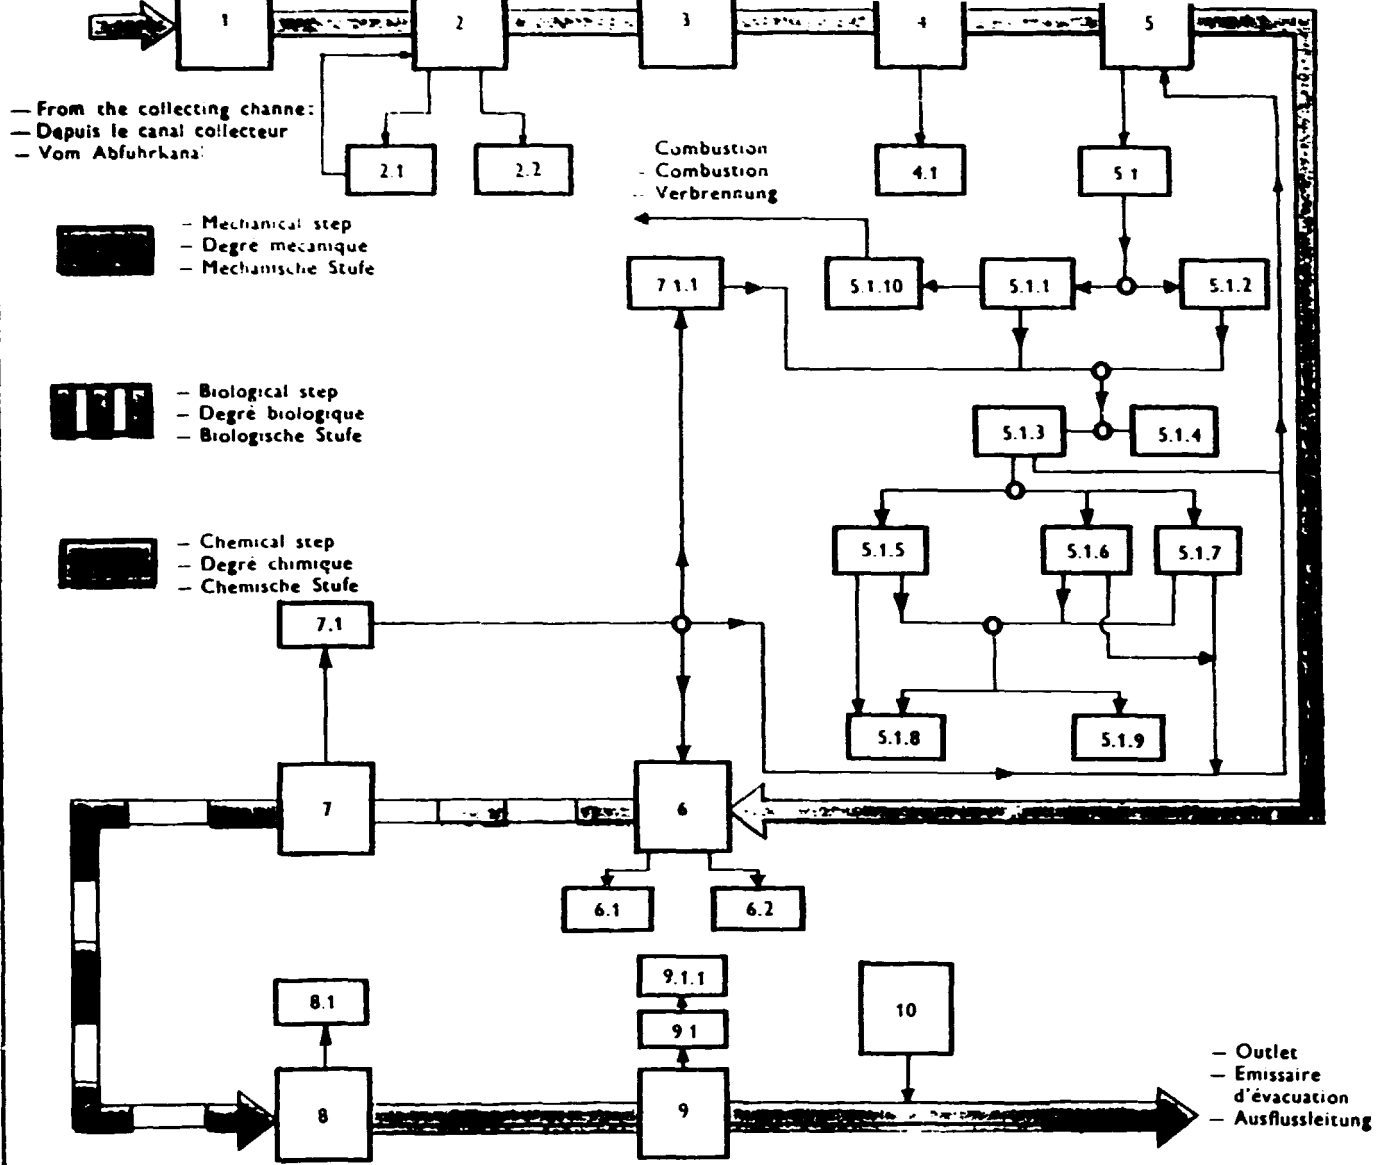 1
2
3
4
5
— From the collecting channel
— Depuis le canal collecteur
— Vom Abfuhrkanal
2.1
2.2
Combustion
- Combustion
-- Verbrennung
4.1
5.1
— Mechanical step
— Degré mécanique
— Mechanische Stufe
7.1.1
5.1.10
5.1.1
5.1.2
— Biological step
— Degré biologique
— Biologische Stufe
5.1.3
5.1.4
— Chemical step
— Degré chimique
— Chemische Stufe
5.1.5
5.1.6
5.1.7
7.1
5.1.8
5.1.9
7
6
6.1
6.2
8.1
9.1.1
9.1
10
— Outlet
— Emissaire
d'évacuation
— Ausflussleitung
8
9